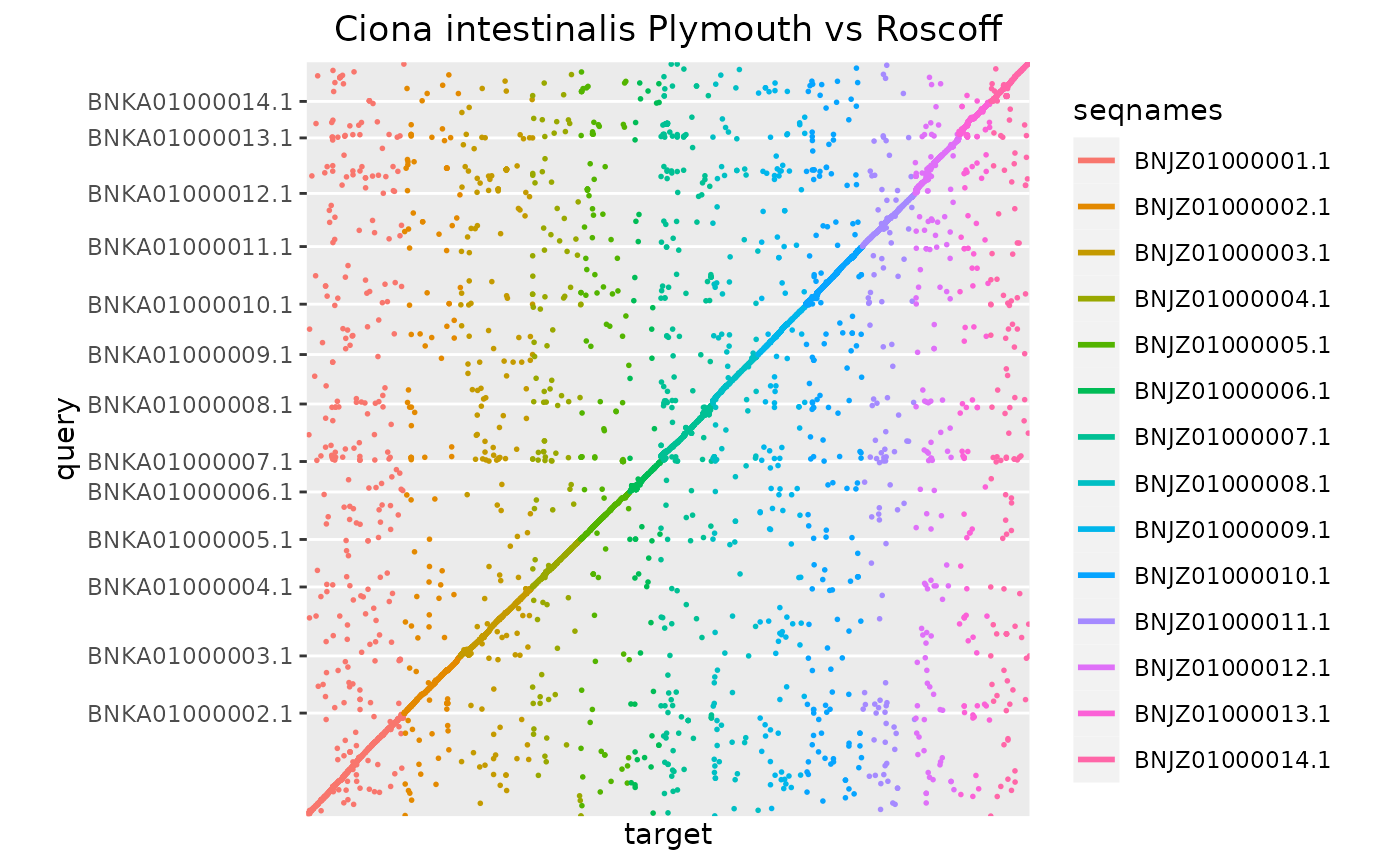 Ciona intestinalis Plymouth vs Roscoff
BNKA01000014.1
BNKA01000013.1
BNKA01000012.1
BNKA01000011.1
BNKA01000010.1
BNKA01000009.1
BNKA01000008.1
BNKA01000007.1
BNKA01000006.1
BNKA01000005.1
BNKA01000004.1
BNKA01000003.1
BNKA01000002.1
query
target
seqnames
BNJZ01000001.1
BNJZ01000002.1
BNJZ01000003.1
BNJZ01000004.1
BNJZ01000005.1
BNJZ01000006.1
BNJZ01000007.1
BNJZ01000008.1
BNJZ01000009.1
BNJZ01000010.1
BNJZ01000011.1
BNJZ01000012.1
BNJZ01000013.1
BNJZ01000014.1